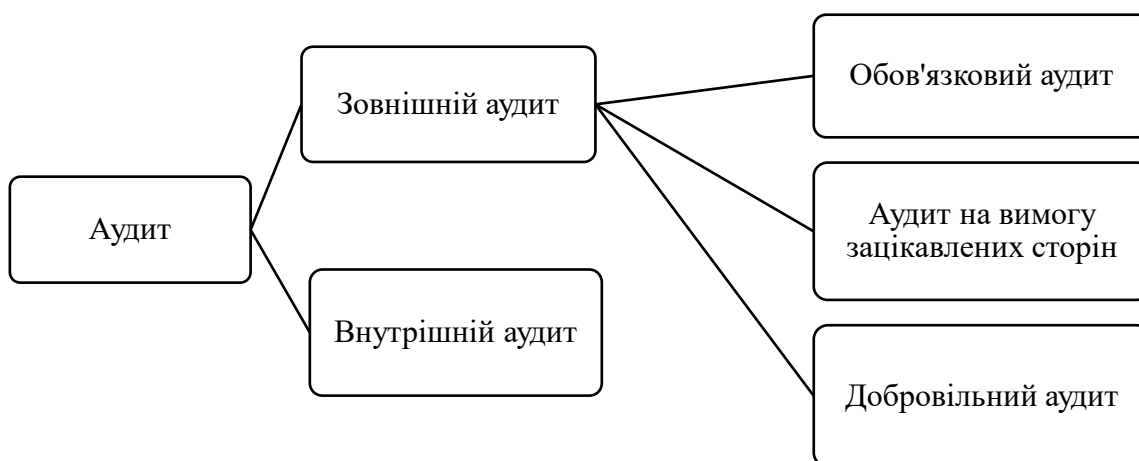 Аудит
Зовнішній аудит
Внутрішній аудит
Обов'язковий аудит
Аудит на вимогу
зацікавлених сторін
Добровільний аудит